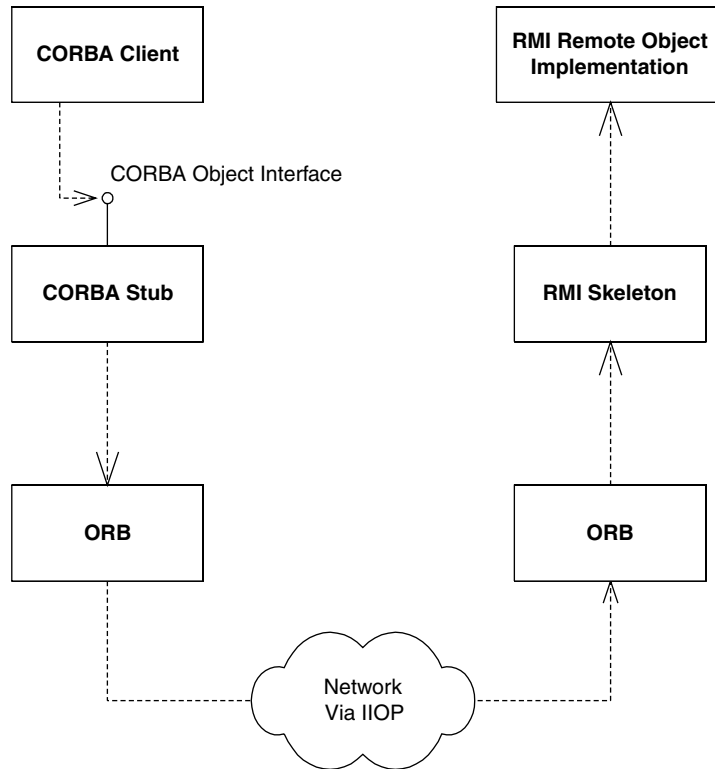 CORBA Client
RMI Remote Object
Implementation
CORBA Object Interface
CORBA Stub
RMI Skeleton
ORB
ORB
Network
Via IIOP